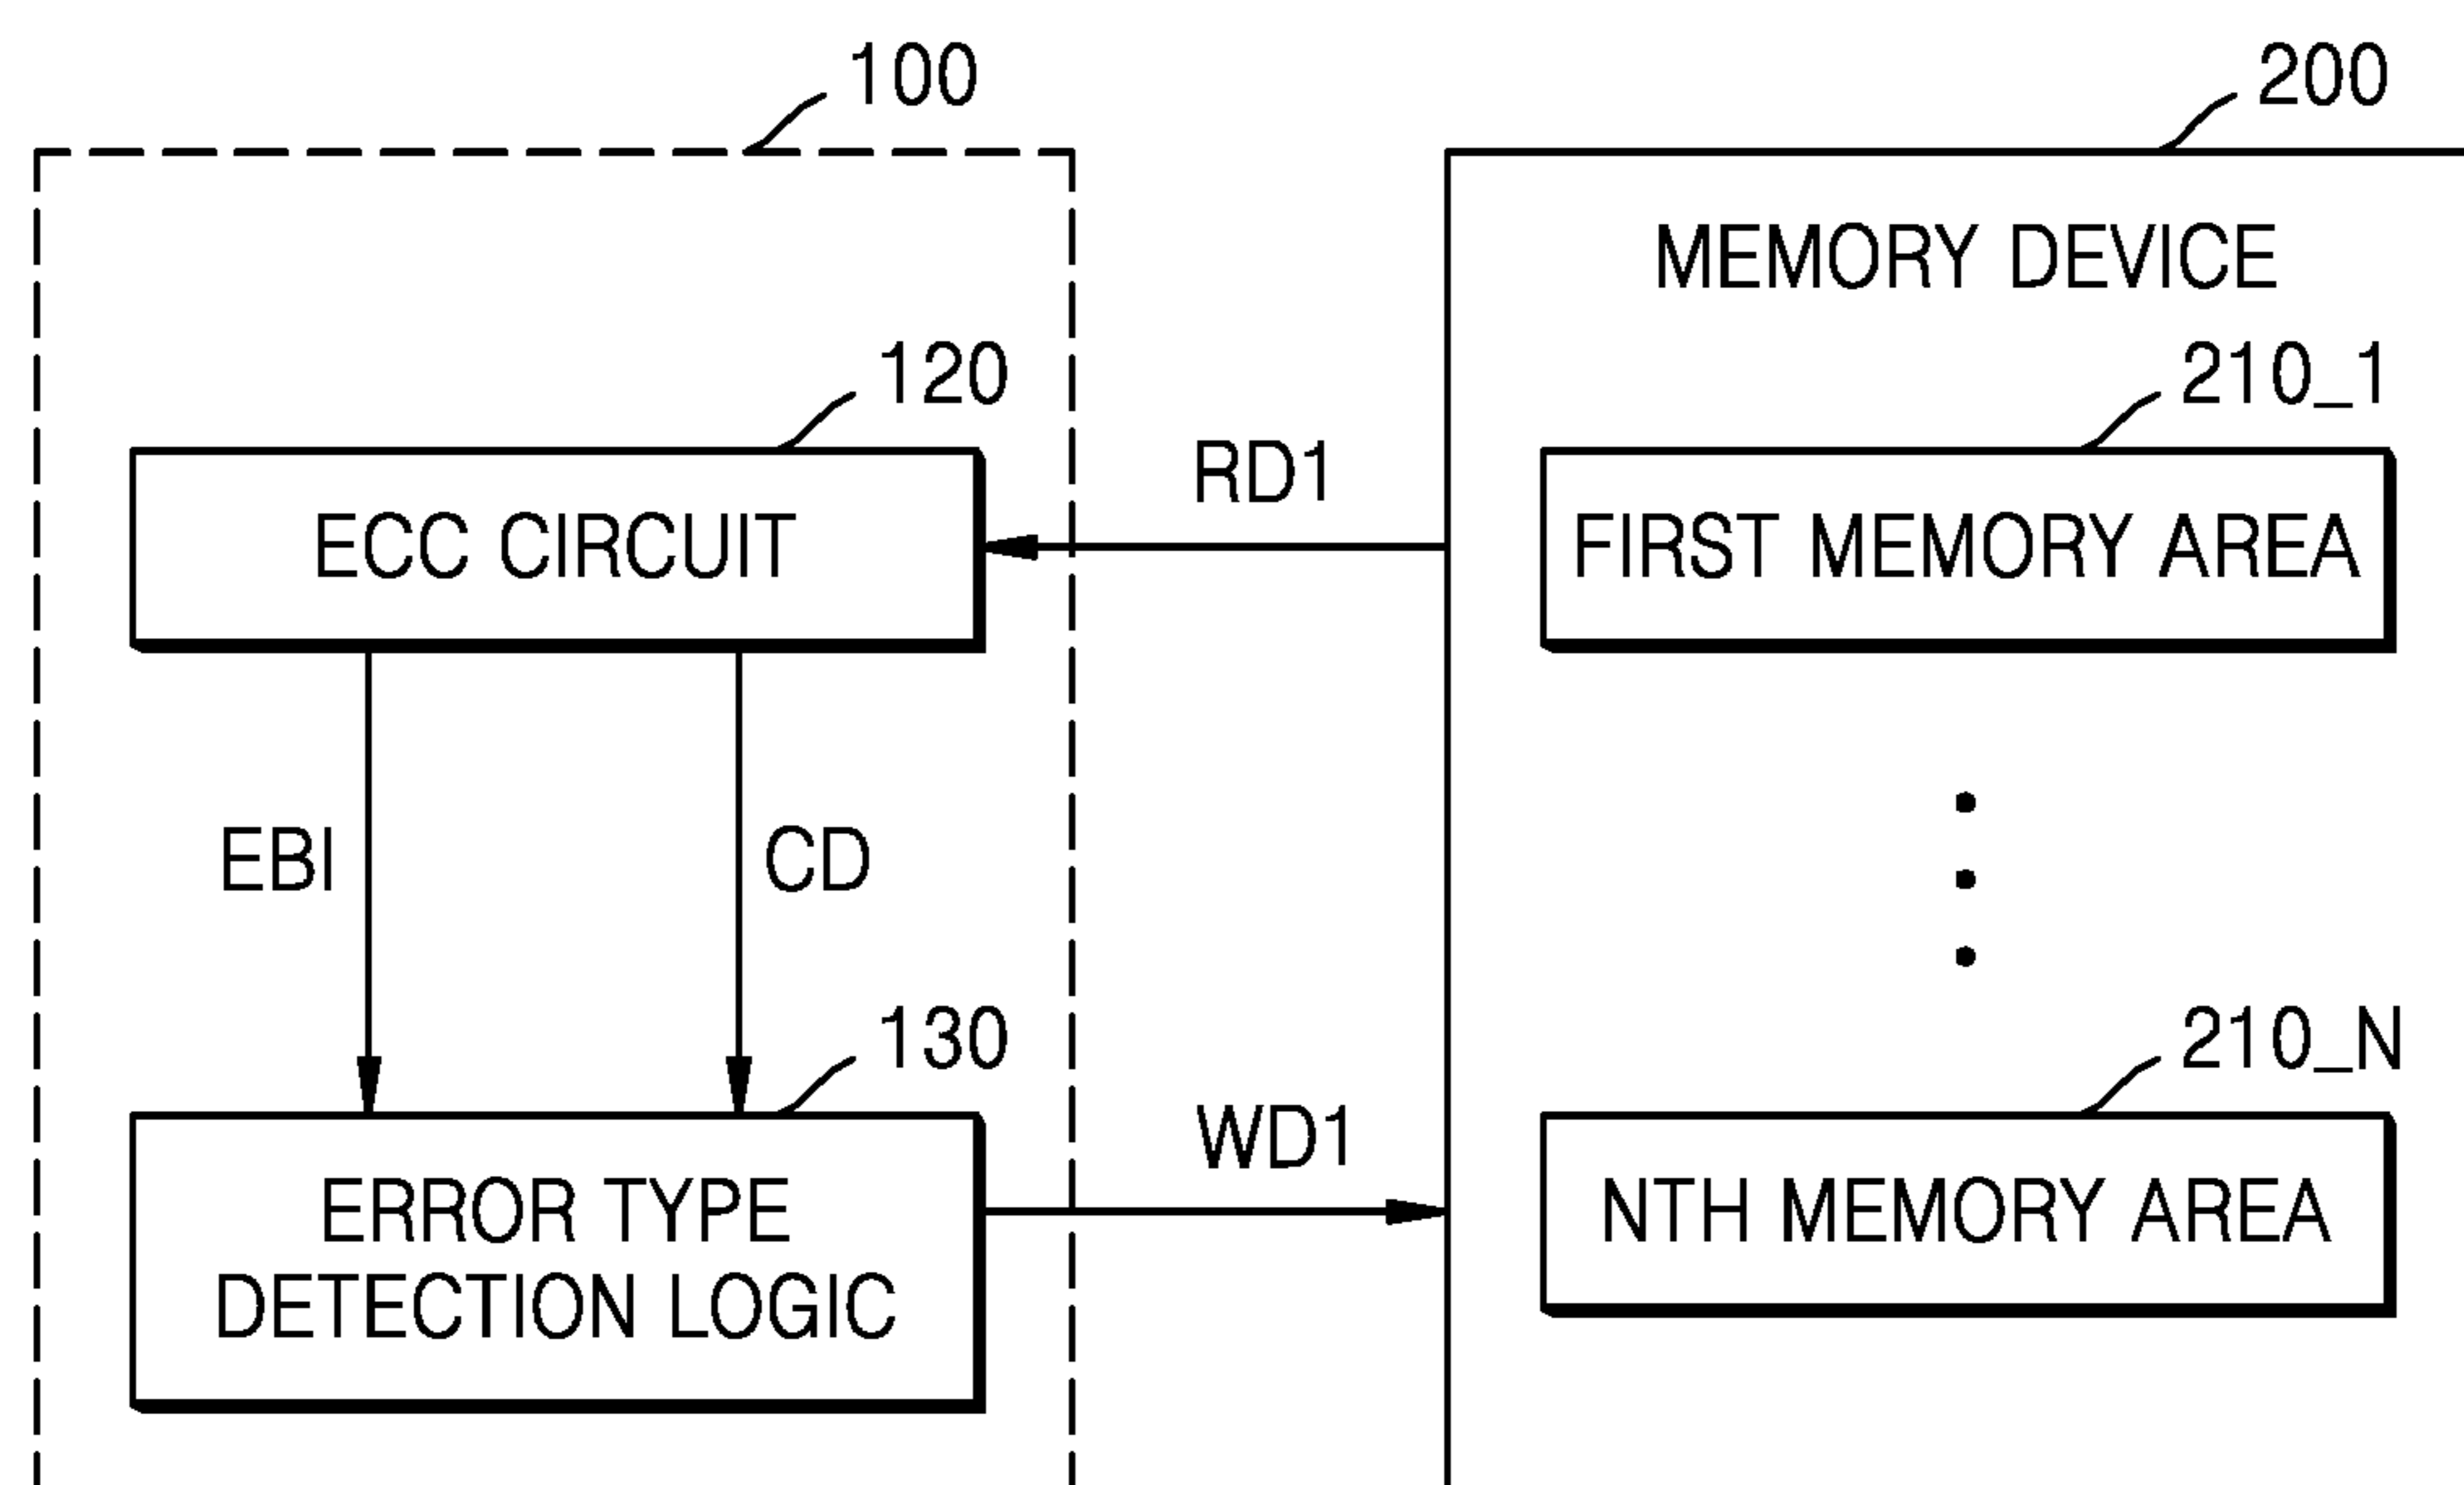 100
200
MEMORY DEVICE
120
210_1
RD1
ECC CIRCUIT
FIRST MEMORY AREA
EBI
CD
130
210_N
WD1
ERROR TYPE
DETECTION LOGIC
NTH MEMORY AREA